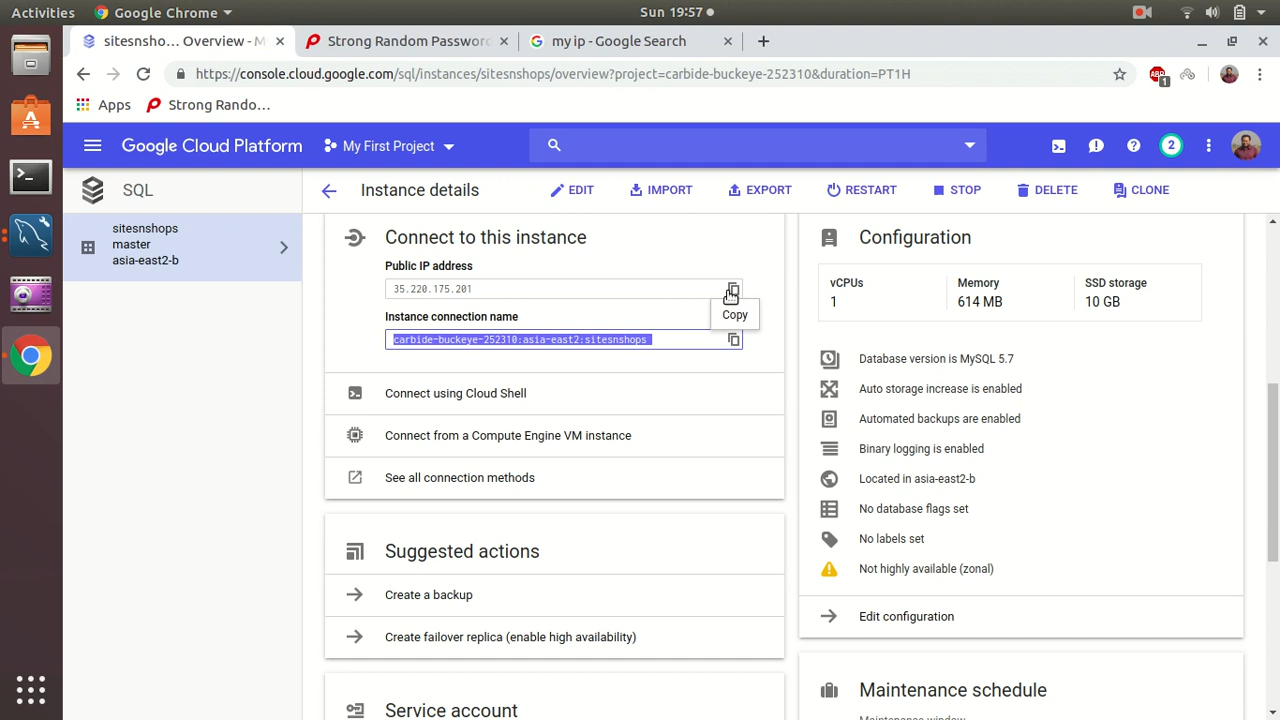 Activities
Google Chrome
Sun 19:57
sitesnsho… Overview - M
Strong Random Password
my ip - Google Search
https://console.cloud.google.com/sql/instances/sitesnshops/overview?project=carbide-buckeye-252310&duration=PT1H
1
Apps
Strong Rando…
Google Cloud Platform
My First Project
2
SQL
Instance details
EDIT
IMPORT
EXPORT
RESTART
STOP
DELETE
CLONE
sitesnshops
master
asia-east2-b
Connect to this instance
Public IP address
35.220.175.201
Copy
Instance connection name
carbide-buckeye-252310:asia-east2:sitesnshops
Connect using Cloud Shell
Connect from a Compute Engine VM instance
See all connection methods
Suggested actions
Create a backup
Create failover replica (enable high availability)
Service account
Configuration
vCPUs
Memory
SSD storage
1
614 MB
10 GB
Database version is MySQL 5.7
Auto storage increase is enabled
Automated backups are enabled
Binary logging is enabled
Located in asia-east2-b
No database flags set
No labels set
Not highly available (zonal)
Edit configuration
Maintenance schedule
Maintenance window